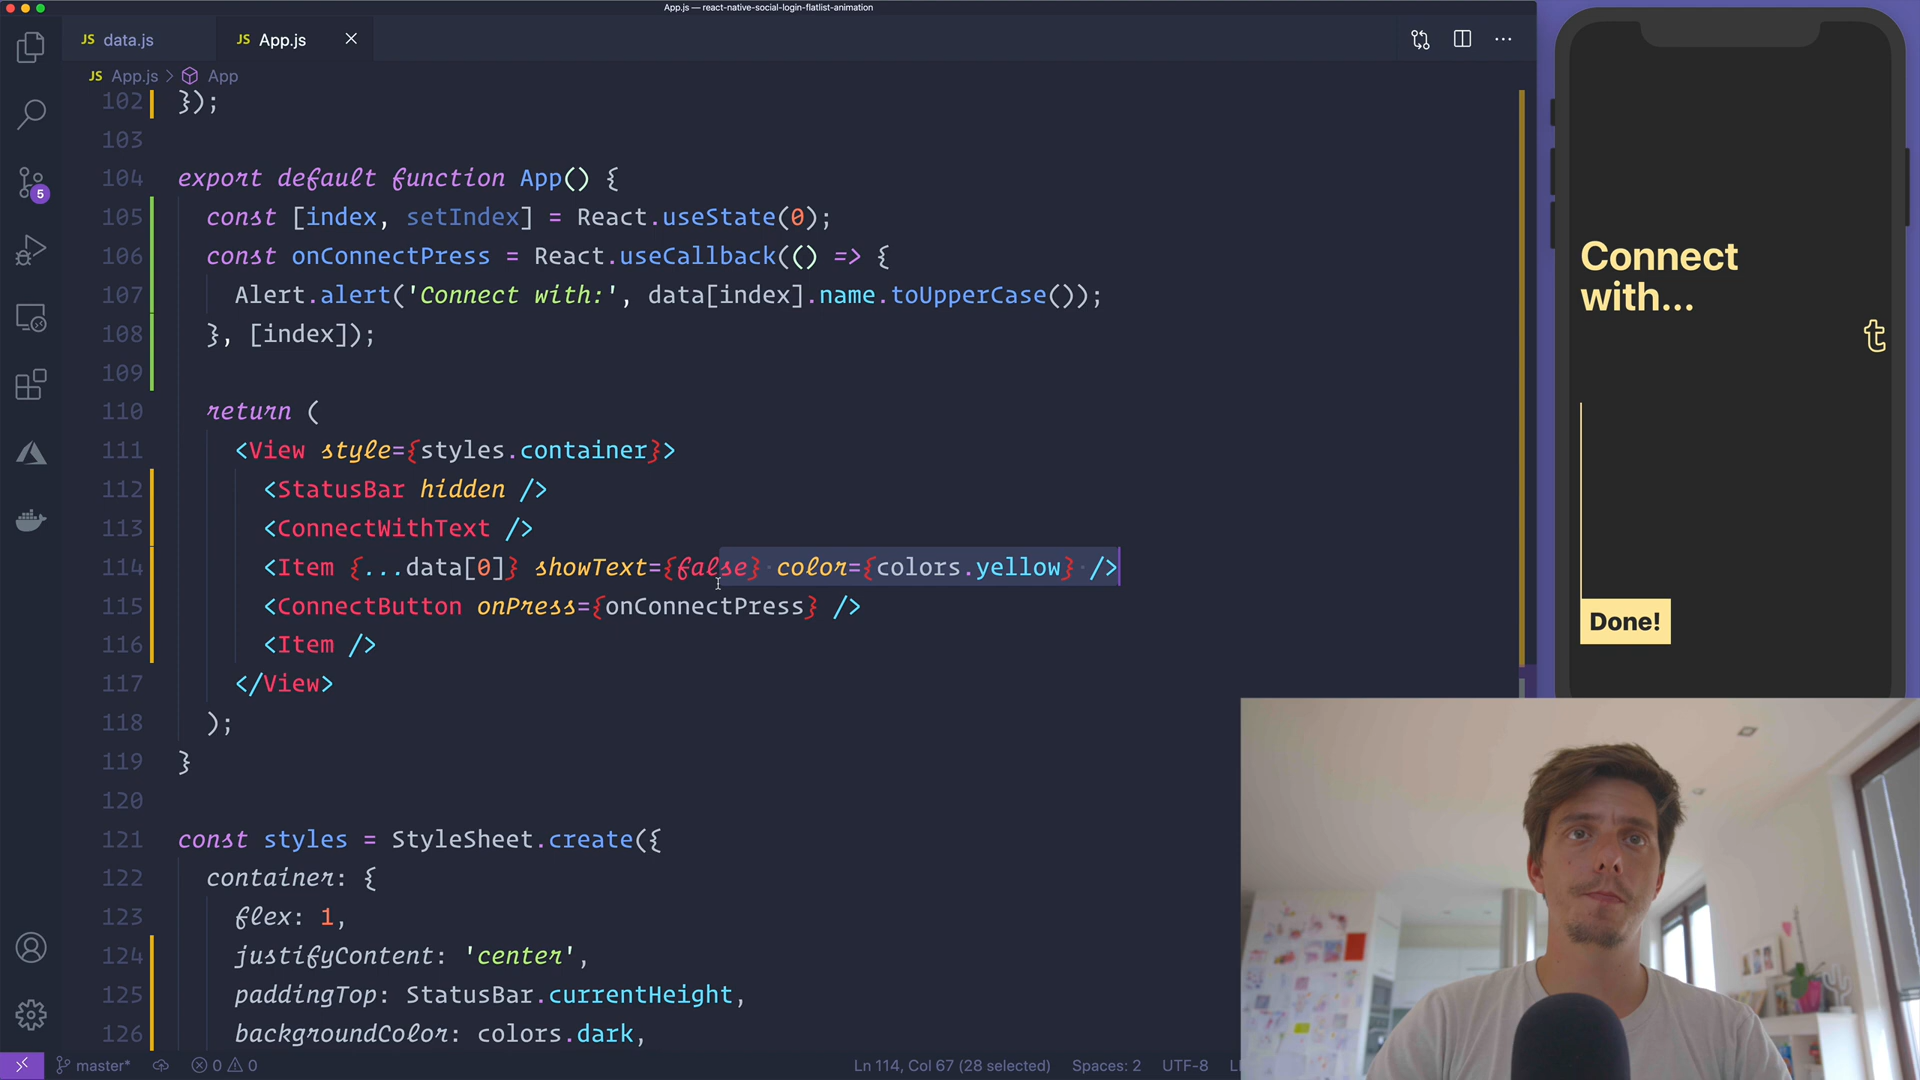 App.js — react-native-social-login-flatlist-animation
JS data.js
JS App.js
JS App.js > App
102 });
103
104 export default function App() {
105 const [index, setIndex] = React.useState(0);
106 const onConnectPress = React.useCallback(() => {
107 Alert.alert('Connect with:', data[index].name.toUpperCase());
108 }, [index]);
109
110 return (
111 <View style={styles.container}>
112 <StatusBar hidden />
113 <ConnectWithText />
114 <Item {...data[0]} showText={false} color={colors.yellow} />
115 <ConnectButton onPress={onConnectPress} />
116 <Item />
117 </View>
118 );
119 }
120
121 const styles = StyleSheet.create({
122 container: {
123 flex: 1,
124 justifyContent: 'center',
125 paddingTop: StatusBar.currentHeight,
126 backgroundColor: colors.dark,
5
master* 0 0 Ln 114, Col 67 (28 selected) Spaces: 2 UTF-8
Connect
with...
t
Done!